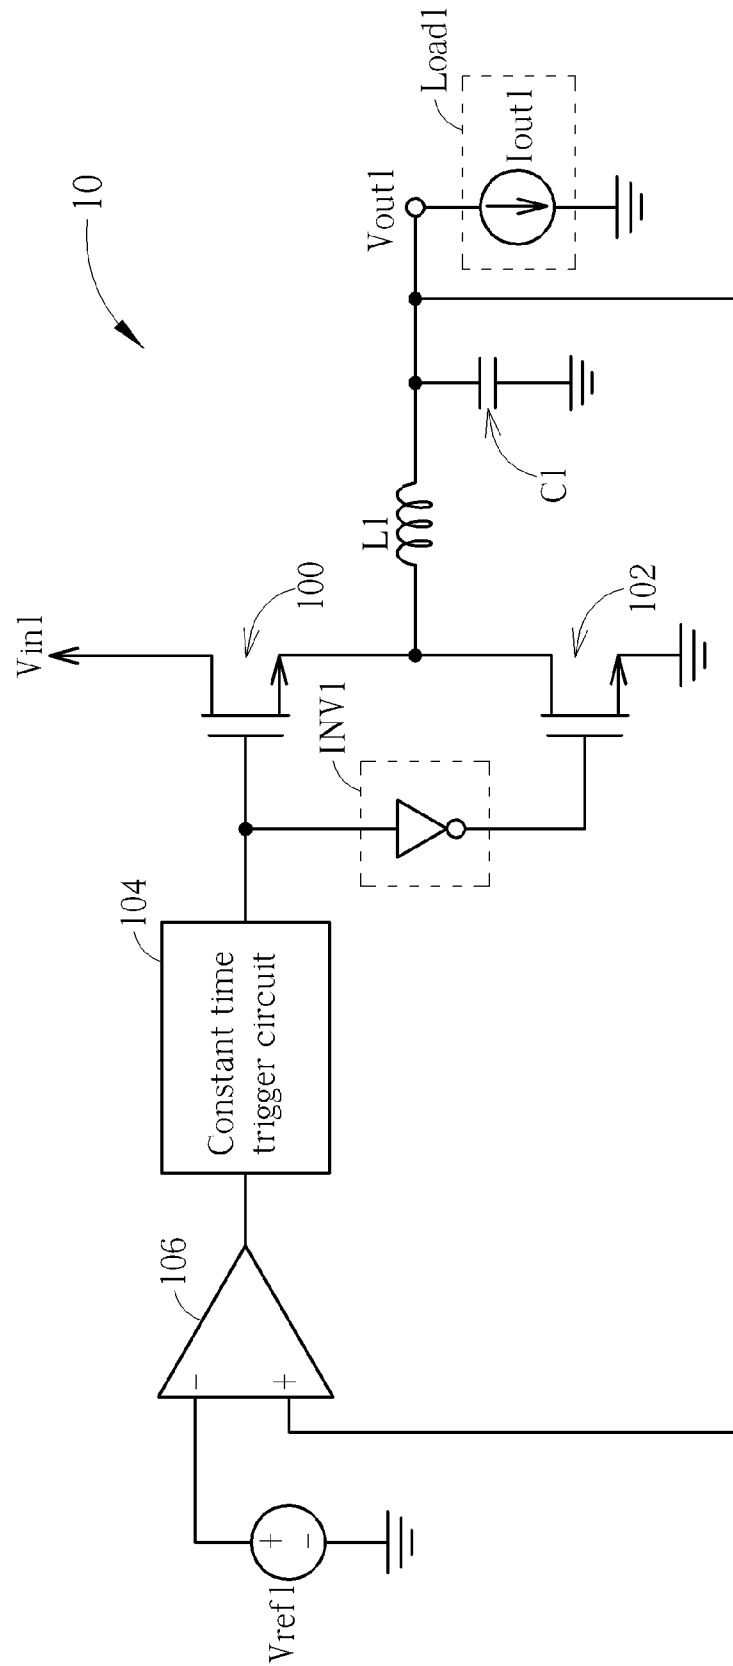 10
Vin1
Vout1
Load1
Iout1
L1
C1
100
102
INV1
104
Constant time
trigger circuit
106
-
+
+
-
Vref1